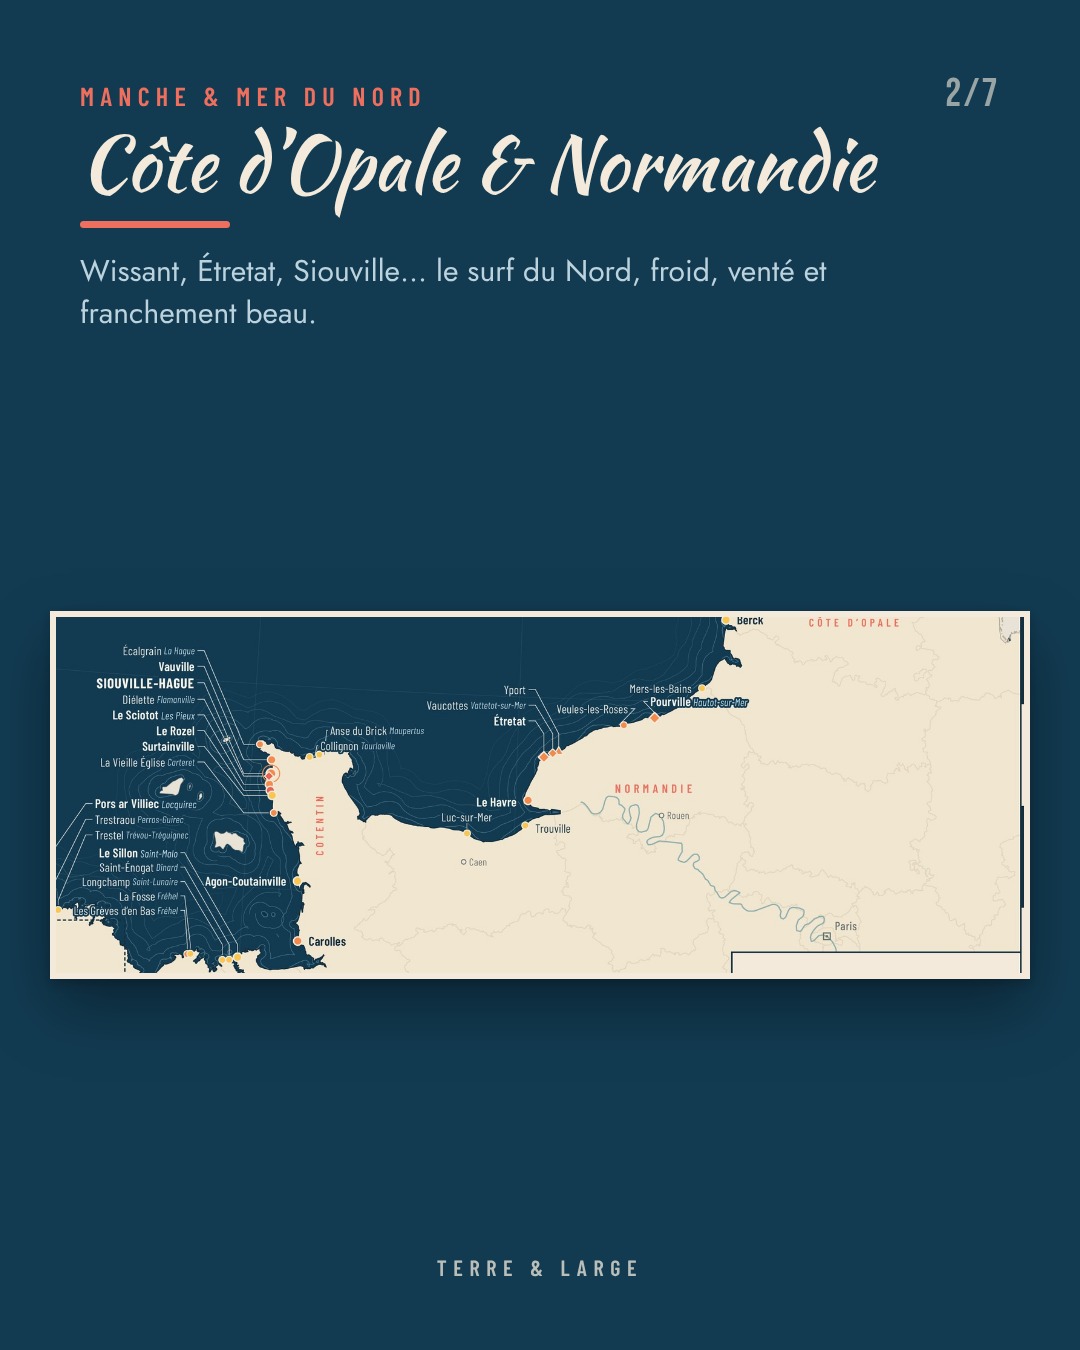 MANCHE & MER DU NORD
2/7
Côte d'Opale & Normandie
Wissant, Étretat, Siouville... le surf du Nord, froid, venté et
franchement beau.
Berck
CÔTE D'OPALE
Écalgrain La Hague
Vauville
SIOUVILLE-HAGUE
Diélette Flamanville
Le Sciotot Les Pieux
Le Rozel
Surtainville
La Vieille Église Carteret
Anse du Brick Maupertus
Collignon Tourlaville
Yport
Vaucottes Vattetot-sur-Mer
Étretat
Mers-les-Bains
Pourville Hautot-sur-Mer
Veules-les-Roses
NORMANDIE
Rouen
Le Havre
Luc-sur-Mer
Trouville
Caen
COTENTIN
Pors ar Villiec Locquirec
Trestraou Perros-Guirec
Trestel Trévou-Tréguignec
Le Sillon Saint-Malo
Saint-Énogat Dinard
Longchamp Saint-Lunaire
La Fosse Fréhel
Les Grèves d'en Bas Fréhel
Agon-Coutainville
Carolles
Paris
TERRE & LARGE